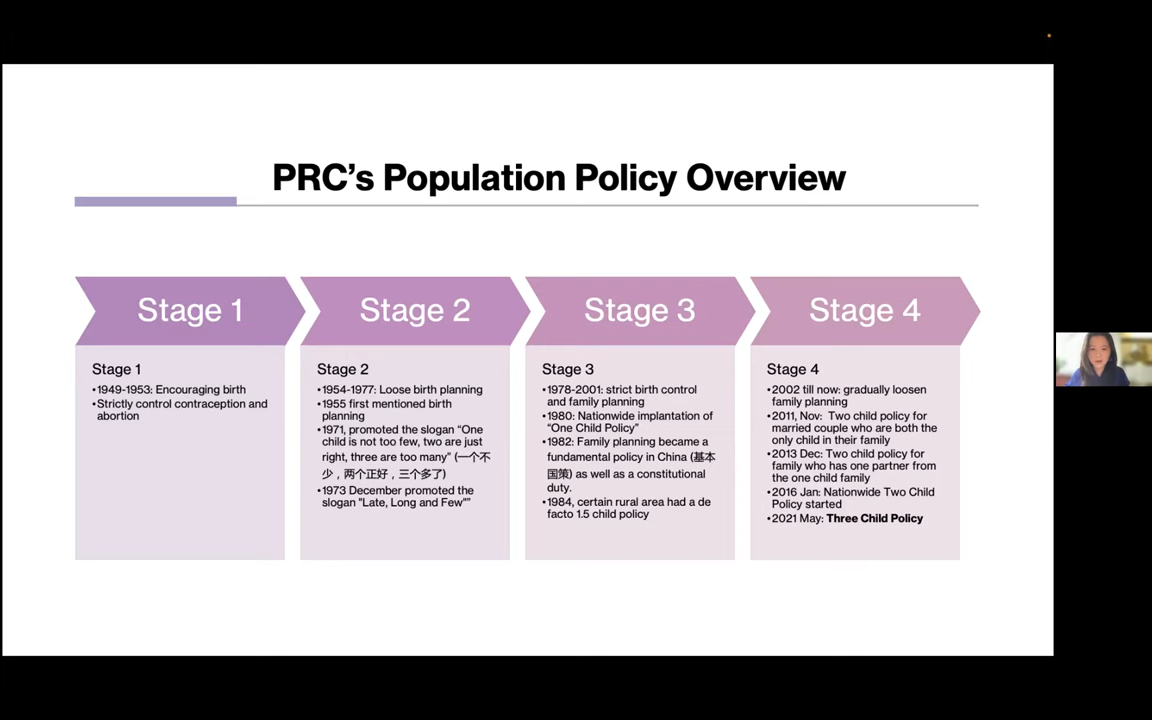 PRC’s Population Policy Overview
Stage 1
Stage 2
Stage 3
Stage 4
Stage 1
•1949-1953: Encouraging birth
•Strictly control contraception and
abortion
Stage 2
•1954-1977: Loose birth planning
•1955 first mentioned birth
planning
•1971, promoted the slogan “One
child is not too few, two are just
right, three are too many” (一个不
少，两个正好，三个多了)
•1973 December promoted the
slogan "Late, Long and Few"”
Stage 3
•1978-2001: strict birth control
and family planning
•1980: Nationwide implantation of
“One Child Policy”
•1982: Family planning became a
fundamental policy in China (基本
国策) as well as a constitutional
duty.
•1984, certain rural area had a de
facto 1.5 child policy
Stage 4
•2002 till now: gradually loosen
family planning
•2011, Nov:  Two child policy for
married couple who are both the
only child in their family
•2013 Dec: Two child policy for
family who has one partner from
the one child family
•2016 Jan: Nationwide Two Child
Policy started
•2021 May: Three Child Policy